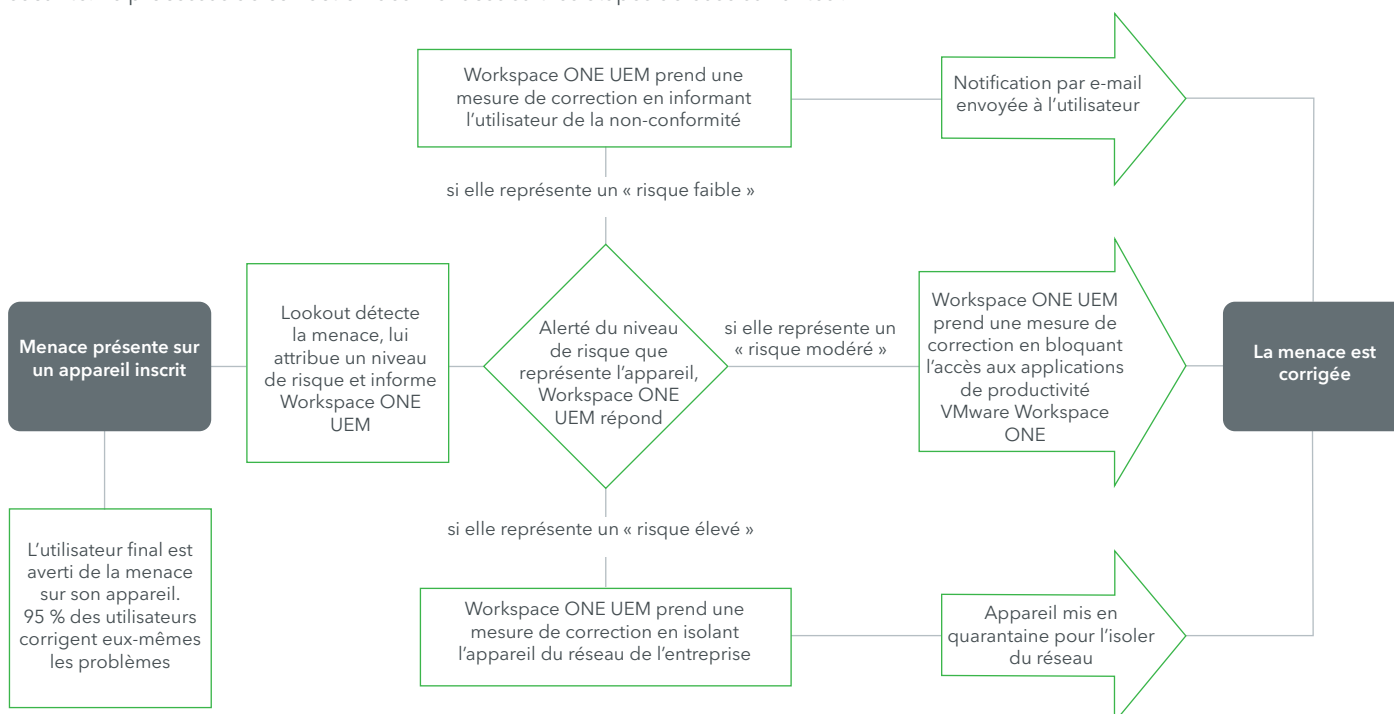 Workspace ONE UEM prend une
mesure de correction en informant
l'utilisateur de la non-conformité
Notification par e-mail
envoyée à l'utilisateur
si elle représente un « risque faible »
Menace présente sur
un appareil inscrit
Lookout détecte
la menace, lui
attribue un niveau
de risque et informe
Workspace ONE
UEM
Alerté du niveau
de risque que
représente l'appareil,
Workspace ONE
UEM répond
si elle représente un
« risque modéré »
Workspace ONE UEM
prend une mesure de
correction en bloquant
l'accès aux applications
de productivité
VMware Workspace
ONE
La menace est
corrigée
L'utilisateur final est
averti de la menace
sur son appareil.
95 % des utilisateurs
corrigent eux-mêmes
les problèmes
si elle représente un « risque élevé »
Workspace ONE UEM prend une
mesure de correction en isolant
l'appareil du réseau de l'entreprise
Appareil mis en
quarantaine pour l'isoler
du réseau